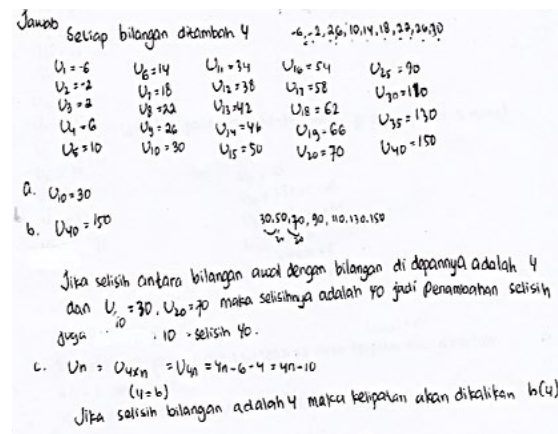 Jawab
Setiap bilangan ditambah 4
-6,-2,2,6,10,14,18,22,26,30
U₁ = -6 U₆ = 14 U₁₁ = 34 U₁₆ = 54 U₂₅ = 90
U₂ = -2 U₇ = 18 U₁₂ = 38 U₁₇ = 58 U₃₀ = 110
U₃ = 2 U₈ = 22 U₁₃ = 42 U₁₈ = 62 U₃₅ = 130
U₄ = 6 U₉ = 26 U₁₄ = 46 U₁₉ = 66 U₄₀ = 150
U₅ = 10 U₁₀ = 30 U₁₅ = 50 U₂₀ = 70
a. U₁₀ = 30
b. U₄₀ = 150
30,50,70,90,110,130,150
20 20
Jika selisih antara bilangan awal dengan bilangan di depannya adalah 4
dan U₁₀ = 30, U₂₀ = 70 maka selisihnya adalah 40 jadi Penambahan selisih
juga 10 - selisih 40.
c. Un = U₄ₓₙ = U₄ₙ = 4n-6-4 = 4n-10
(4=b)
Jika selisih bilangan adalah 4 maka kelipatan akan dikalikan b(4)